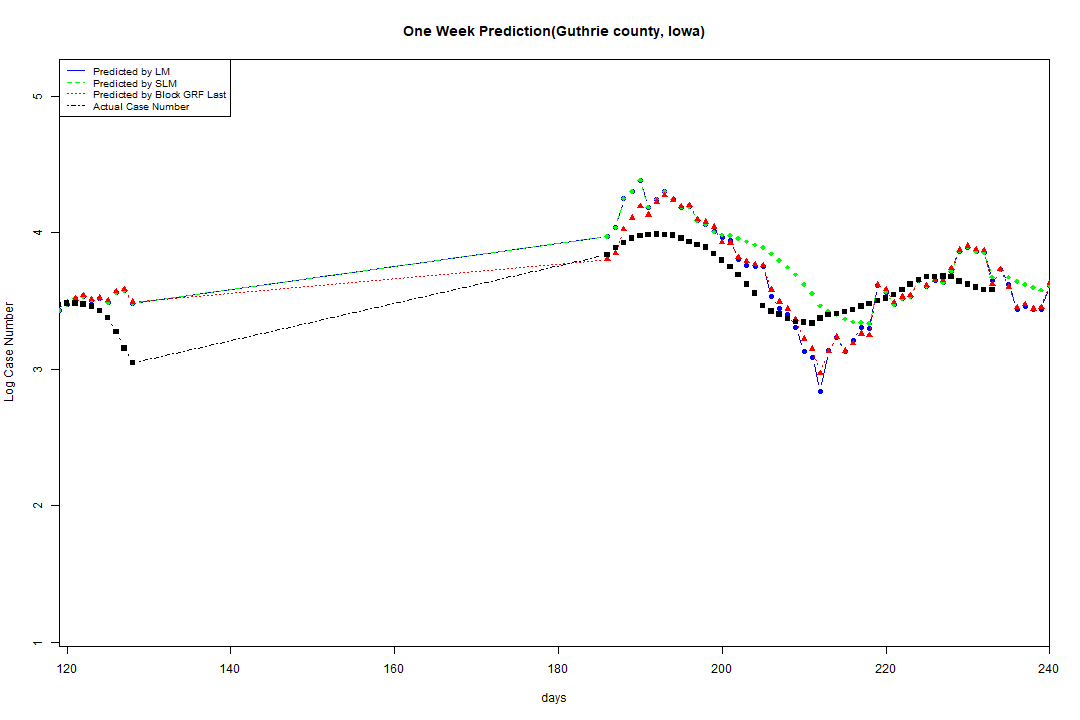 One Week Prediction(Guthrie county, Iowa)
Predicted by LM
Predicted by SLM
Predicted by Block GRF Last
Actual Case Number
5
4
3
2
1
Log Case Number
120 140 160 180 200 220 240
days